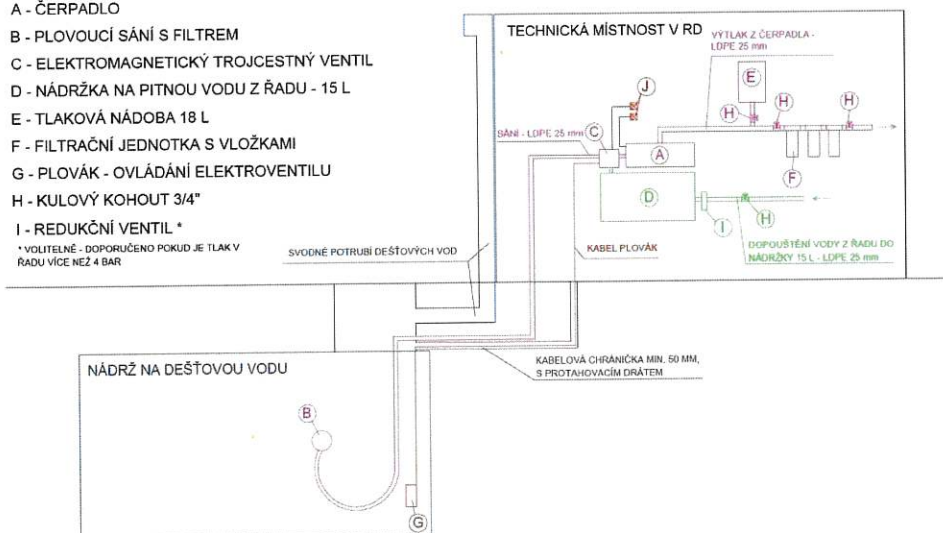 A - ČERPADLO
B - PLOVOUCÍ SÁNÍ S FILTREM
C - ELEKTROMAGNETICKÝ TROJCESTNÝ VENTIL
D - NÁDRŽKA NA PITNOU VODU Z ŘADU - 15 L
E - TLAKOVÁ NÁDOBA 18 L
F - FILTRAČNÍ JEDNOTKA S VLOŽKAMI
G - PLOVÁK - OVLÁDÁNÍ ELEKTROVENTILU
H - KULOVÝ KOHOUT 3/4"
I - REDUKČNÍ VENTIL *
* VOLITELNĚ - DOPORUČENO POKUD JE TLAK V
ŘADU VÍCE NEŽ 4 BAR
SVODNÉ POTRUBÍ DEŠTOVÝCH VOD
TECHNICKÁ MÍSTNOST V RD
VÝTLAK Z ČERPADLA -
LDPE 25 mm
E
J
H
H
H
SÁNÍ - LDPE 25 mm
C
A
F
D
I
H
KABEL PLOVÁK
DOPOUŠTĚNÍ VODY Z ŘADU DO
NÁDRŽKY 15 L - LDPE 25 mm
KABELOVÁ CHRÁNIČKA MIN. 50 MM,
S PROTAHOVACÍM DRÁTEM
NÁDRŽ NA DEŠŤOVOU VODU
B
G